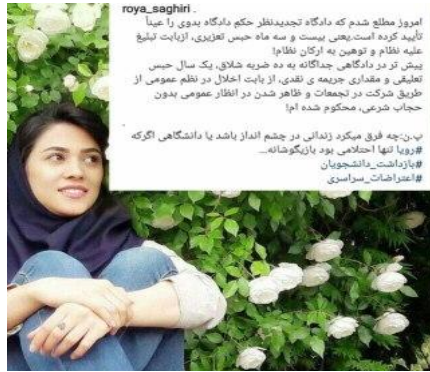 roya_saghiri .
امروز مطلع شدم که دادگاه تجدیدنظر حکم دادگاه بدوی را عیناً
تأیید کرده است.یعنی بیست و سه ماه حبس تعزیری، ازبابت تبلیغ
علیه نظام و توهین به ارکان نظام!
پیش تر در دادگاهی جداگانه به ده ضربه شلاق، یک سال حبس
تعلیقی و مقداری جریمه ی نقدی، از بابت اخلال در نظم عمومی از
طریق شرکت در تجمعات و ظاهر شدن در انظار عمومی بدون
حجاب شرعی، محکوم شده ام!
.
پ.ن:چه فرق میکرد زندانی در چشم انداز باشد یا دانشگاهی اگرکه
#رویا تنها احتلامی بود بازیگوشانه...
#بازداشت_دانشجویان
#اعتراضات_سراسری